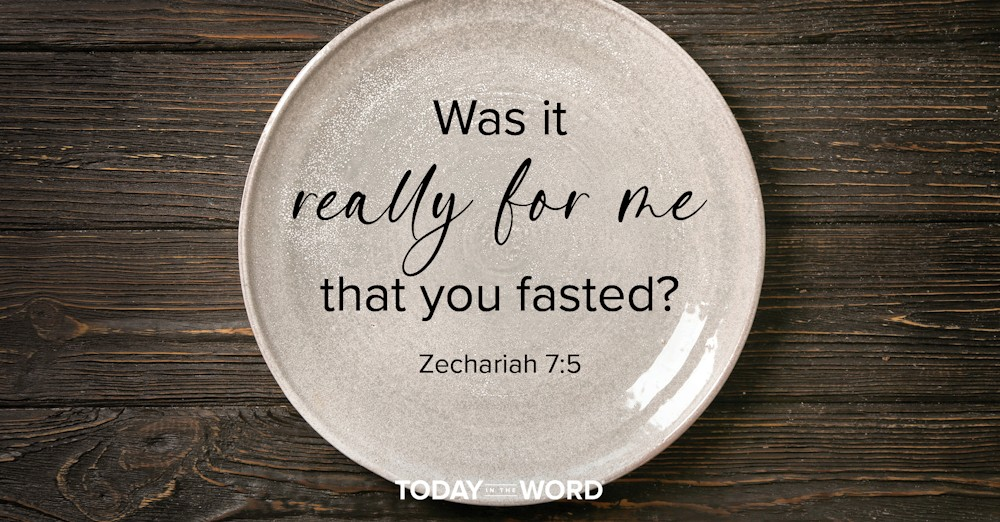 Was it
really for me
that you fasted?
Zechariah 7:5
TODAY IN THE WORD